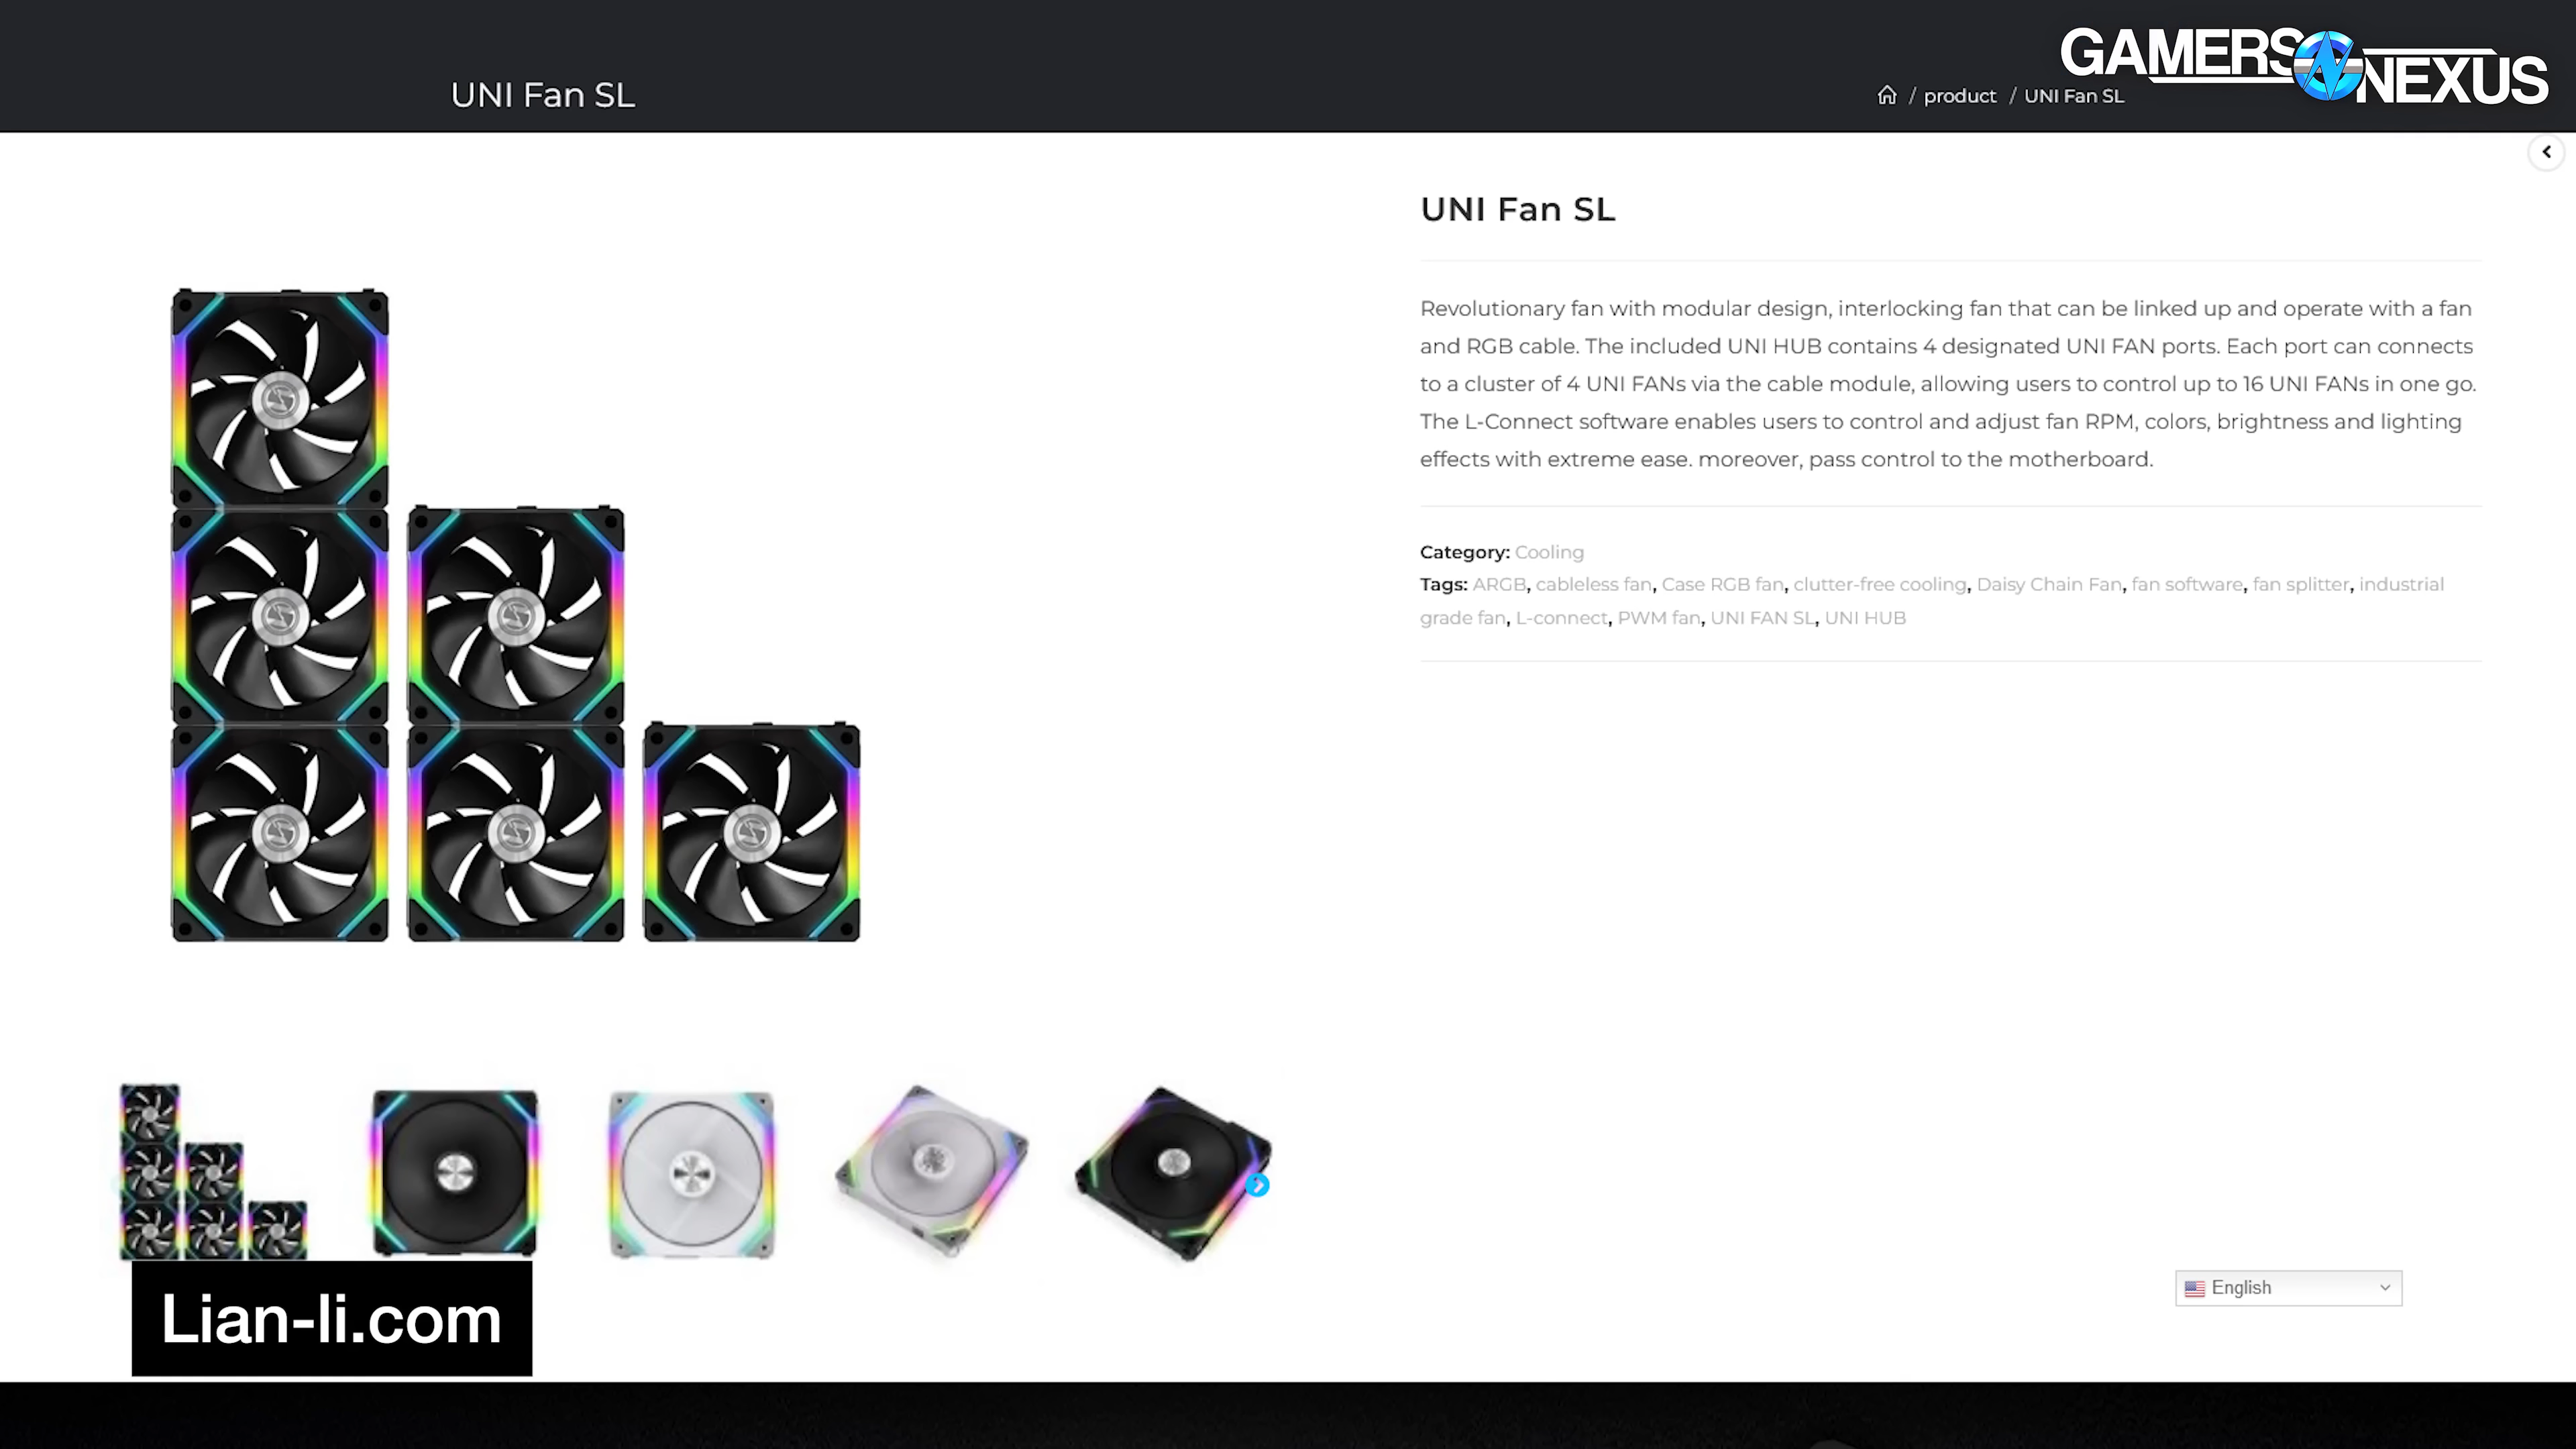 GAMERS NEXUS
UNI Fan SL
/ product / UNI Fan SL
UNI Fan SL
Revolutionary fan with modular design, interlocking fan that can be linked up and operate with a fan
and RGB cable. The included UNI HUB contains 4 designated UNI FAN ports. Each port can connects
to a cluster of 4 UNI FANs via the cable module, allowing users to control up to 16 UNI FANs in one go.
The L-Connect software enables users to control and adjust fan RPM, colors, brightness and lighting
effects with extreme ease. moreover, pass control to the motherboard.
Category: Cooling
Tags: ARGB, cableless fan, Case RGB fan, clutter-free cooling, Daisy Chain Fan, fan software, fan splitter, industrial
grade fan, L-connect, PWM fan, UNI FAN SL, UNI HUB
Lian-li.com
English